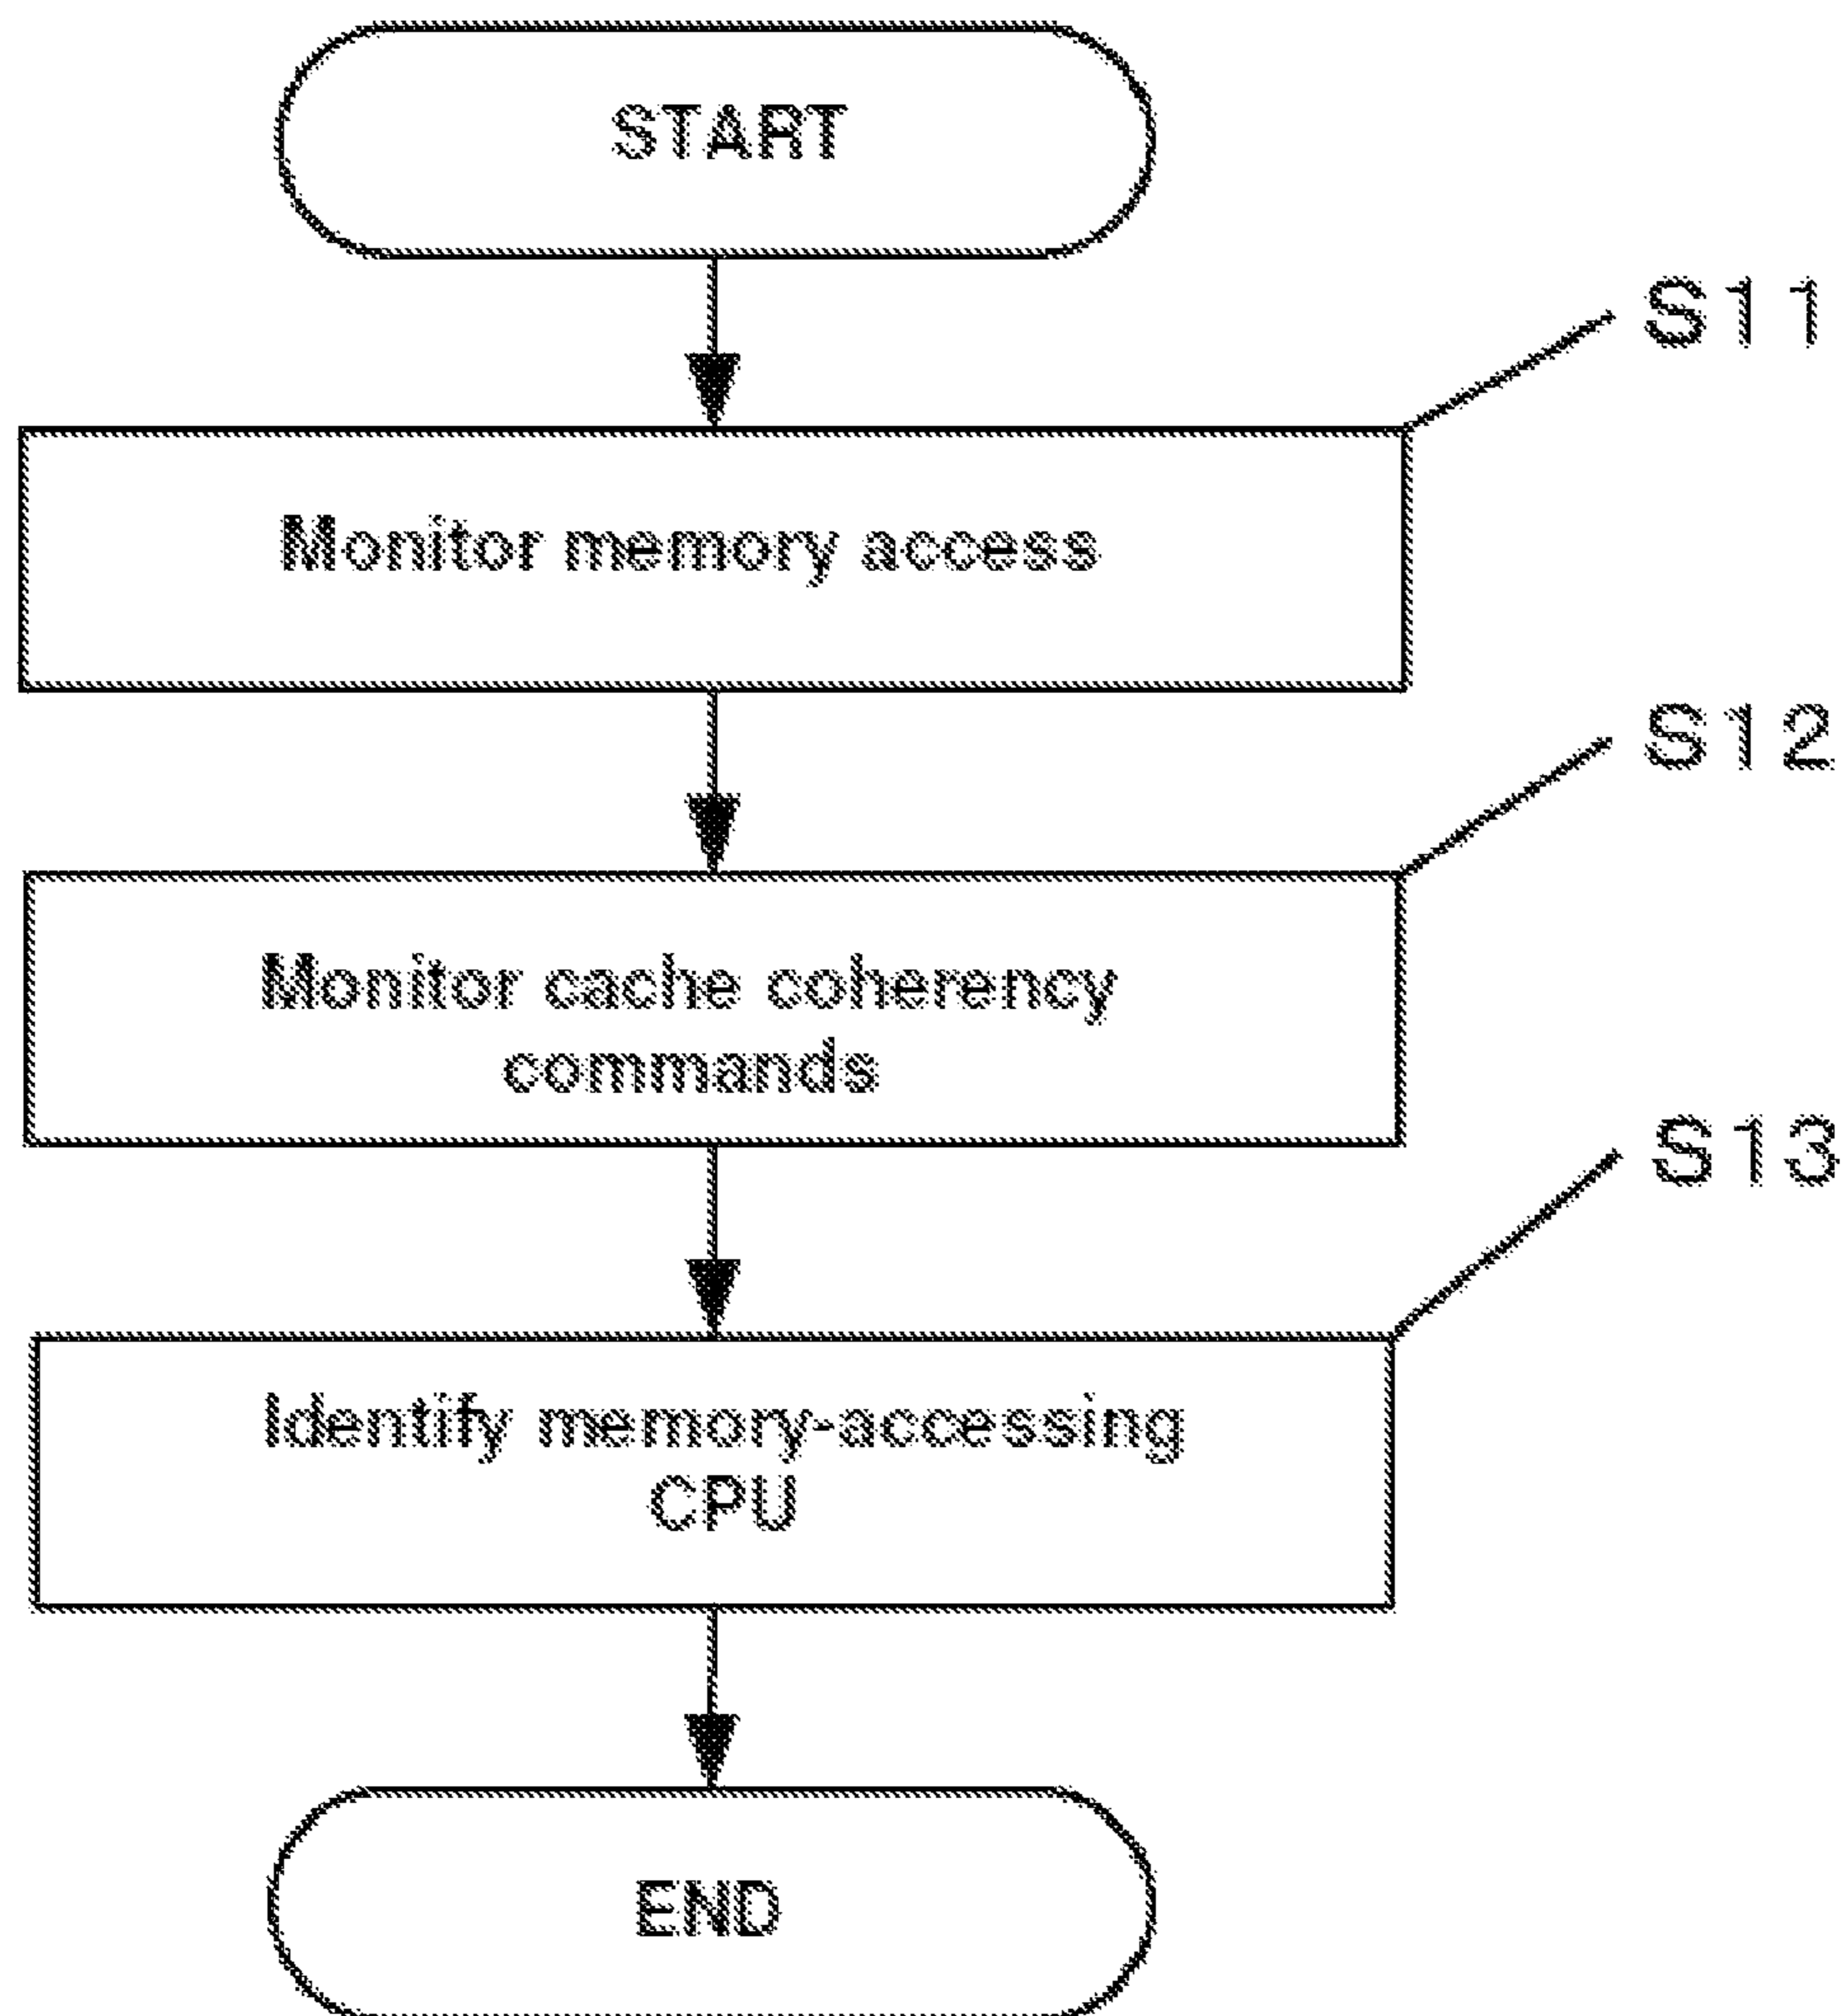 START
S11
Monitor memory access
S12
Monitor cache coherency
commands
S13
Identify memory-accessing
CPU
END